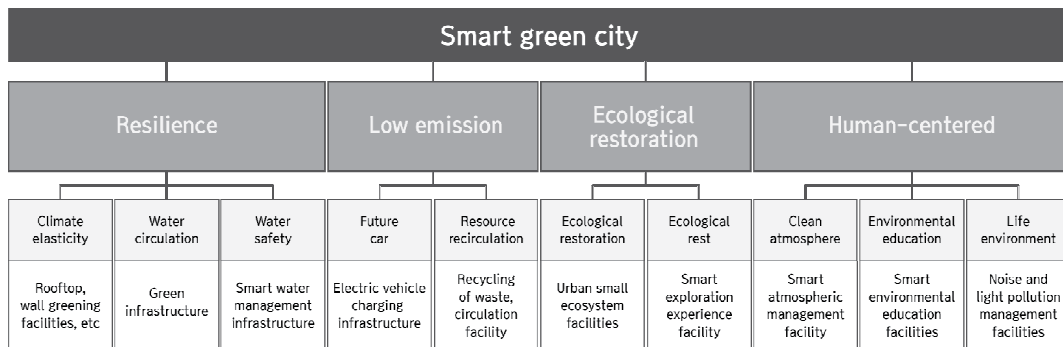 Smart green city
Resilience
Low emission
Ecological
restoration
Human-centered
Climate
elasticity
Water
circulation
Water
safety
Future
car
Resource
recirculation
Ecological
restoration
Ecological
rest
Clean
atmosphere
Environmental
education
Life
environment
Rooftop,
wall greening
facilities, etc
Green
infrastructure
Smart water
management
infrastructure
Electric vehicle
charging
infrastructure
Recycling
of waste,
circulation
facility
Urban small
ecosystem
facilities
Smart
exploration
experience
facility
Smart
atmospheric
management
facility
Smart
environmental
education
facilities
Noise and
light pollution
management
facilities